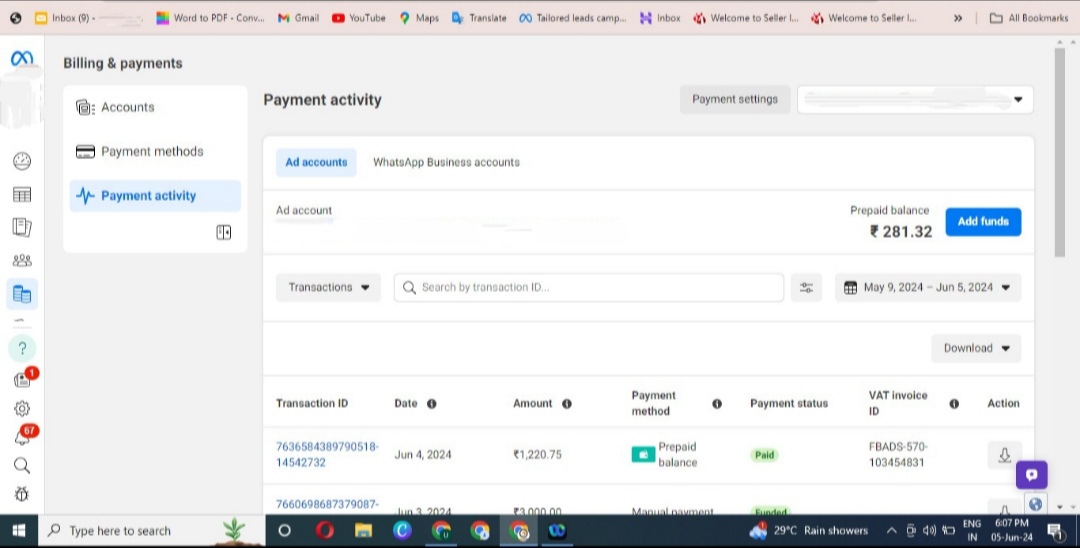 Inbox (9) -
Word to PDF - Conv...
Gmail
YouTube
Maps
Translate
Tailored leads camp...
Inbox
Welcome to Seller I...
Welcome to Seller I...
»
All Bookmarks
Billing & payments
Accounts
Payment methods
Payment activity
Payment activity
Payment settings
Ad accounts
WhatsApp Business accounts
Ad account
Prepaid balance
₹ 281.32
Add funds
Transactions
Search by transaction ID...
May 9, 2024 – Jun 5, 2024
Download
Transaction ID
Date
Amount
Payment
method
Payment status
VAT invoice
ID
Action
7636584389790518-
14542732
Jun 4, 2024
₹1,220.75
Prepaid
balance
Paid
FBADS-570-
103454831
7660698687379087-
Jun 3, 2024
₹3,000.00
Manual payment
Funded
?
1
67
Type here to search
29°C Rain showers
ENG
IN
6:07 PM
05-Jun-24
1